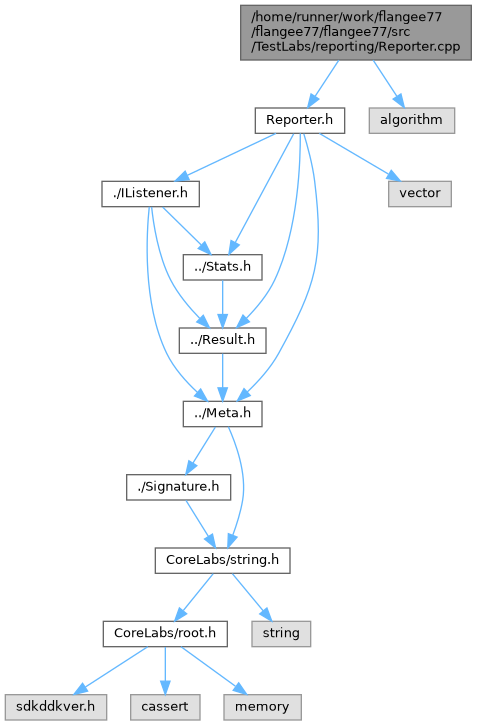 /home/runner/work/flangee77
/flangee77/flangee77/src
/TestLabs/reporting/Reporter.cpp
Reporter.h
algorithm
./IListener.h
vector
../Stats.h
../Result.h
../Meta.h
./Signature.h
CoreLabs/string.h
CoreLabs/root.h
string
sdkddkver.h
cassert
memory